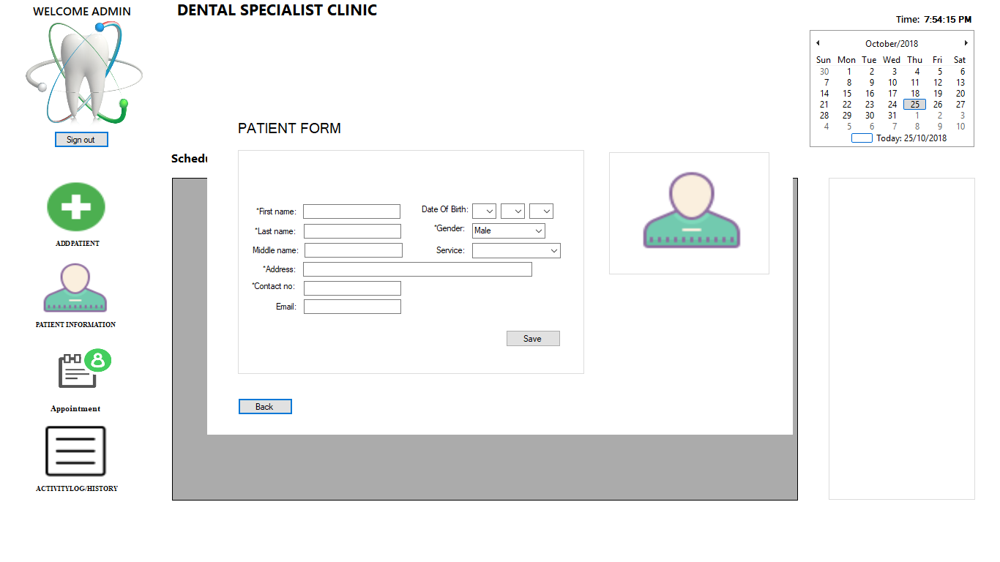 WELCOME ADMIN
DENTAL SPECIALIST CLINIC
Time: 7:54:15 PM
October/2018
Sun Mon Tue Wed Thu Fri Sat
30 1 2 3 4 5 6
7 8 9 10 11 12 13
14 15 16 17 18 19 20
21 22 23 24 25 26 27
28 29 30 31 1 2 3
4 5 6 7 8 9 10
Today: 25/10/2018
Sign out
ADDPATIENT
PATIENT INFORMATION
Appointment
ACTIVITYLOG/HISTORY
PATIENT FORM
*First name:
*Last name:
Middle name:
*Address:
*Contact no:
Email:
Date Of Birth:
*Gender: Male
Service:
Save
Back